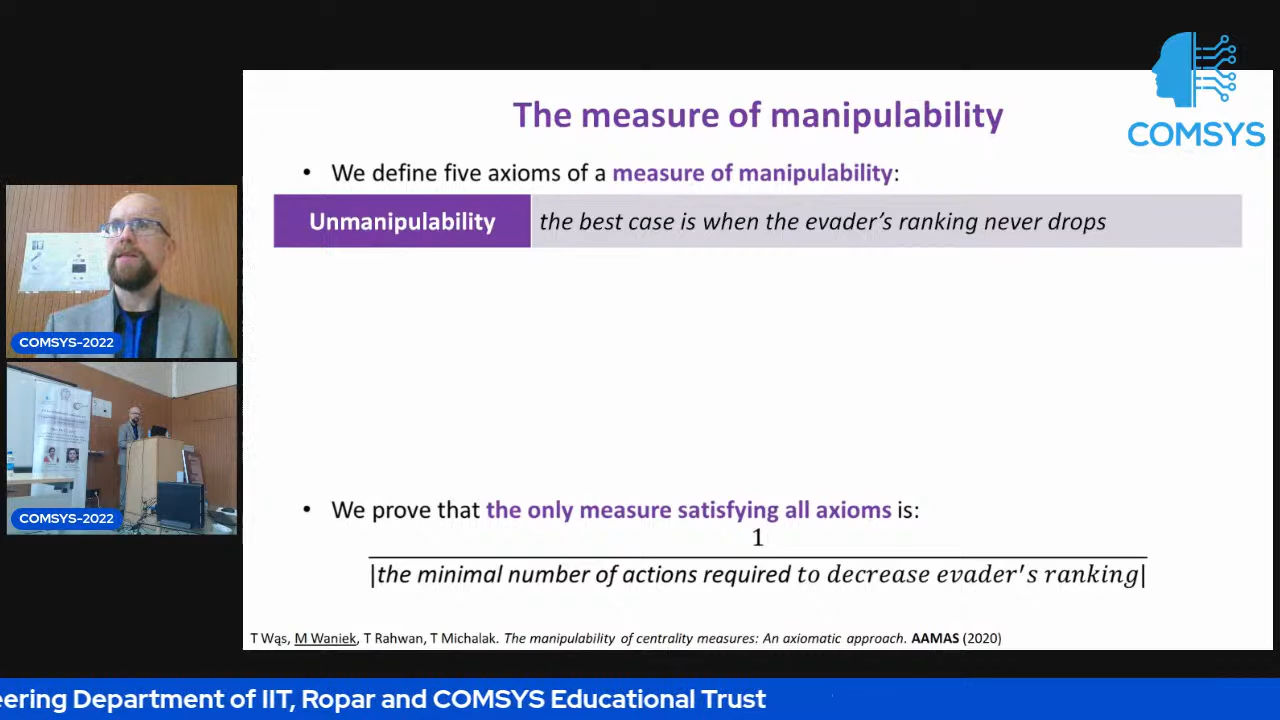 COMSYS
The measure of manipulability
• We define five axioms of a measure of manipulability:
Unmanipulability the best case is when the evader’s ranking never drops
COMSYS-2022
COMSYS-2022
• We prove that the only measure satisfying all axioms is:
1
|the minimal number of actions required to decrease evader's ranking|
T Wąs, M Waniek, T Rahwan, T Michalak. The manipulability of centrality measures: An axiomatic approach. AAMAS (2020)
eering Department of IIT, Ropar and COMSYS Educational Trust